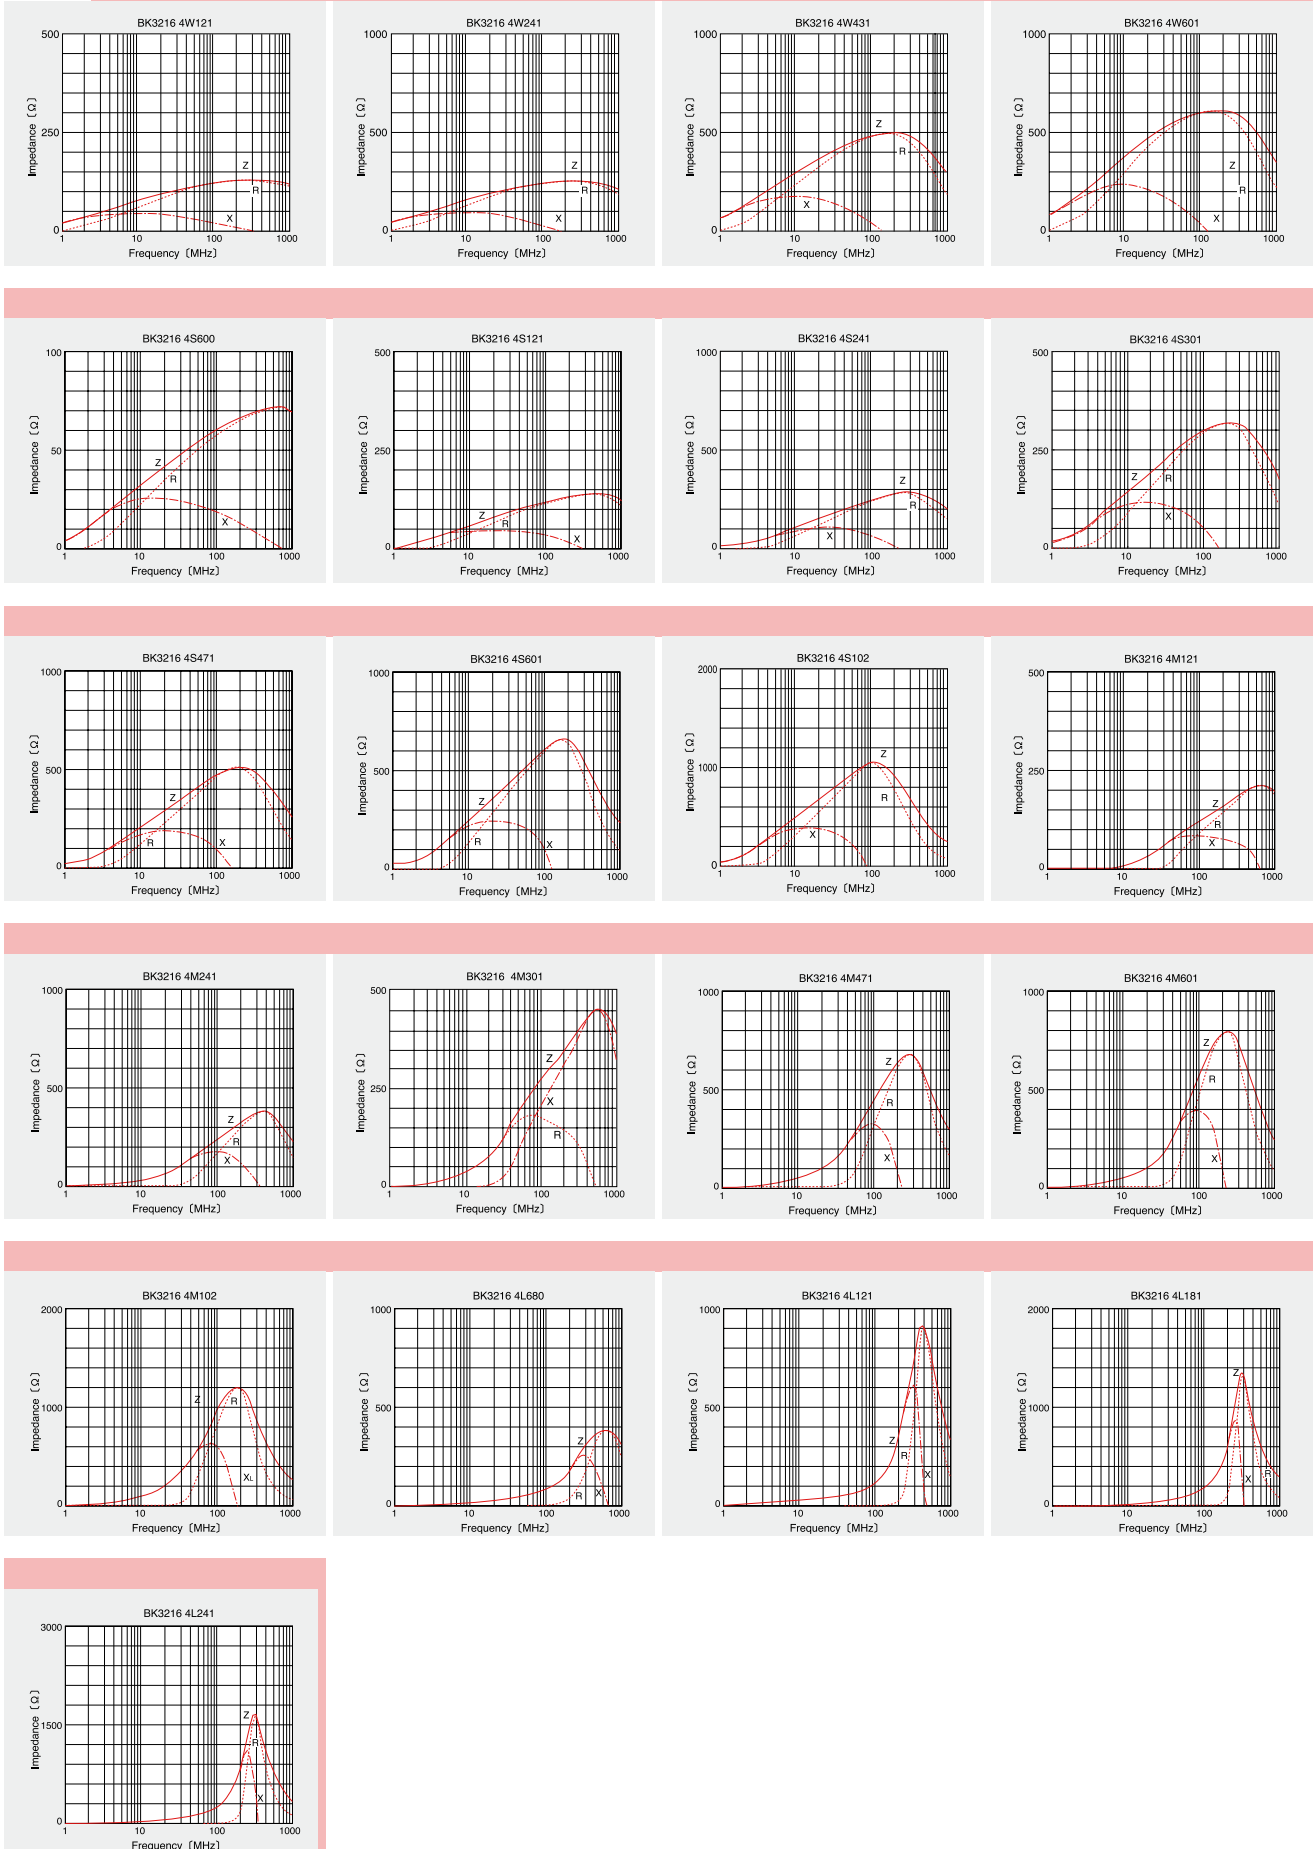 BK3216 4W121
500
250
0
1
10
100
1000
Impedance〔Ω〕
Frequency〔MHz〕
Z
R
X
BK3216 4W241
1000
500
0
1
10
100
1000
Impedance〔Ω〕
Frequency〔MHz〕
Z
R
X
BK3216 4W431
1000
500
0
1
10
100
1000
Impedance〔Ω〕
Frequency〔MHz〕
Z
R
X
BK3216 4W601
1000
500
0
1
10
100
1000
Impedance〔Ω〕
Frequency〔MHz〕
Z
R
X
BK3216 4S600
100
50
0
1
10
100
1000
Impedance〔Ω〕
Frequency〔MHz〕
Z
R
X
BK3216 4S121
500
250
0
1
10
100
1000
Impedance〔Ω〕
Frequency〔MHz〕
Z
R
X
BK3216 4S241
1000
500
0
1
10
100
1000
Impedance〔Ω〕
Frequency〔MHz〕
Z
R
X
BK3216 4S301
500
250
0
1
10
100
1000
Impedance〔Ω〕
Frequency〔MHz〕
Z
R
X
BK3216 4S471
1000
500
0
1
10
100
1000
Impedance〔Ω〕
Frequency〔MHz〕
Z
R
X
BK3216 4S601
1000
500
0
1
10
100
1000
Impedance〔Ω〕
Frequency〔MHz〕
Z
R
X
BK3216 4S102
2000
1000
0
1
10
100
1000
Impedance〔Ω〕
Frequency〔MHz〕
Z
R
X
BK3216 4M121
500
250
0
1
10
100
1000
Impedance〔Ω〕
Frequency〔MHz〕
Z
R
X
BK3216 4M241
1000
500
0
1
10
100
1000
Impedance〔Ω〕
Frequency〔MHz〕
Z
R
X
BK3216 4M301
500
250
0
1
10
100
1000
Impedance〔Ω〕
Frequency〔MHz〕
Z
X
R
BK3216 4M471
1000
500
0
1
10
100
1000
Impedance〔Ω〕
Frequency〔MHz〕
Z
R
X
BK3216 4M601
1000
500
0
1
10
100
1000
Impedance〔Ω〕
Frequency〔MHz〕
Z
R
X
BK3216 4M102
2000
1000
0
1
10
100
1000
Impedance〔Ω〕
Frequency〔MHz〕
Z
R
XL
BK3216 4L680
1000
500
0
1
10
100
1000
Impedance〔Ω〕
Frequency〔MHz〕
Z
R
X
BK3216 4L121
1000
500
0
1
10
100
1000
Impedance〔Ω〕
Frequency〔MHz〕
Z
R
X
BK3216 4L181
2000
1000
0
1
10
100
1000
Impedance〔Ω〕
Frequency〔MHz〕
Z
R
X
BK3216 4L241
3000
1500
0
1
10
100
1000
Impedance〔Ω〕
Frequency〔MHz〕
Z
R
X